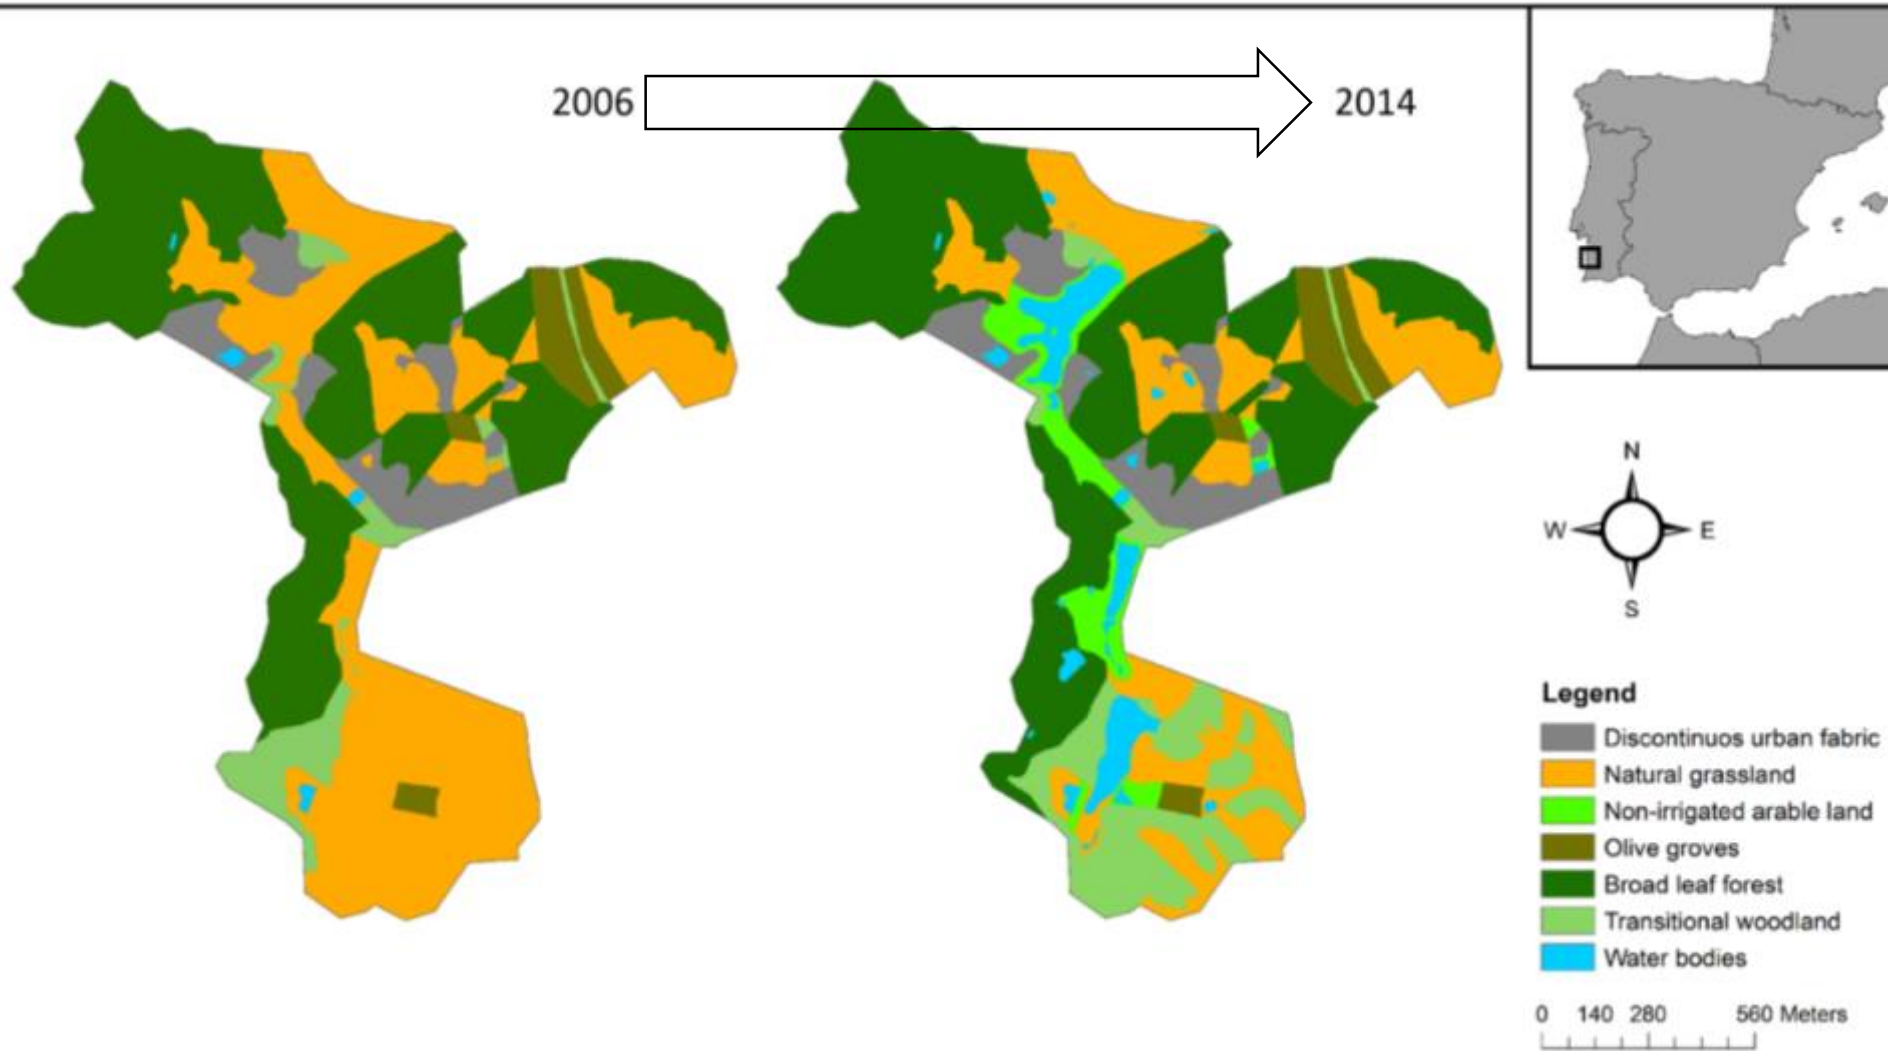 2006
2014
N
W
E
S
Legend
Discontinuos urban fabric
Natural grassland
Non-irrigated arable land
Olive groves
Broad leaf forest
Transitional woodland
Water bodies
0 140 280 560 Meters